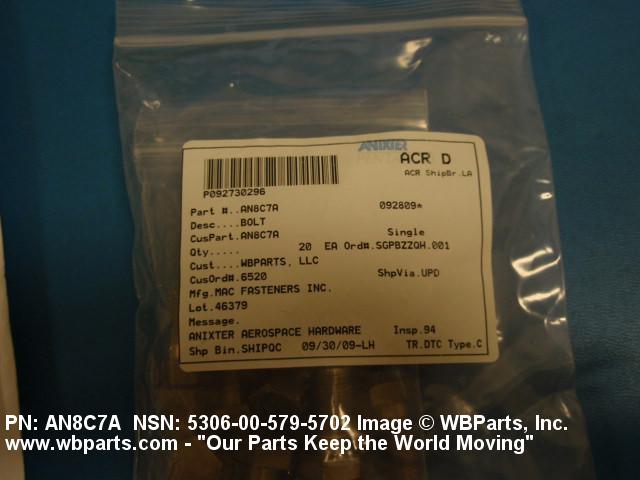 ANIXTER
ACR D
ACR ShipBr.LA
P092730296
Part #..AN8C7A 092809*
Desc....BOLT
CusPart.AN8C7A Single
Qty..... 20 EA Ord#.SGPBZZQW.001
Cust....WBPARTS, LLC
CusOrd#.6520 ShpVia.UPD
Mfg.MAC FASTENERS INC.
Lot.46379
Message.
ANIXTER AEROSPACE HARDWARE Insp.94
Shp Bin.SHIPQC 09/30/09-LH TR.DTC Type.C
PN: AN8C7A NSN: 5306-00-579-5702 Image © WBParts, Inc.
www.wbparts.com - "Our Parts Keep the World Moving"